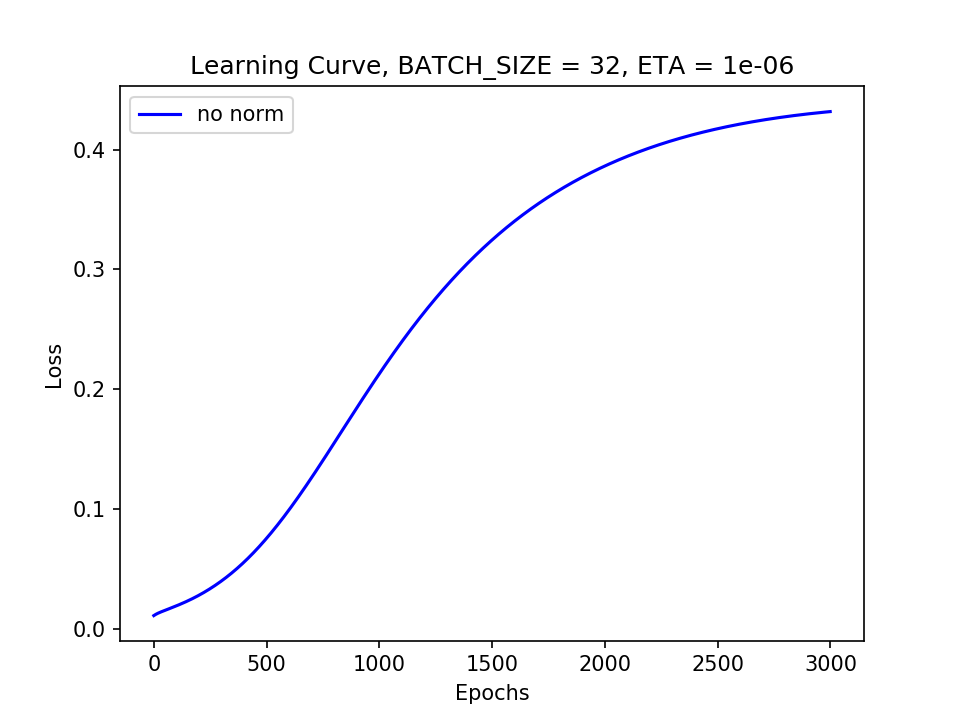 Learning Curve, BATCH_SIZE = 32, ETA = 1e-06
no norm
Loss
0.4
0.3
0.2
0.1
0.0
0 500 1000 1500 2000 2500 3000
Epochs